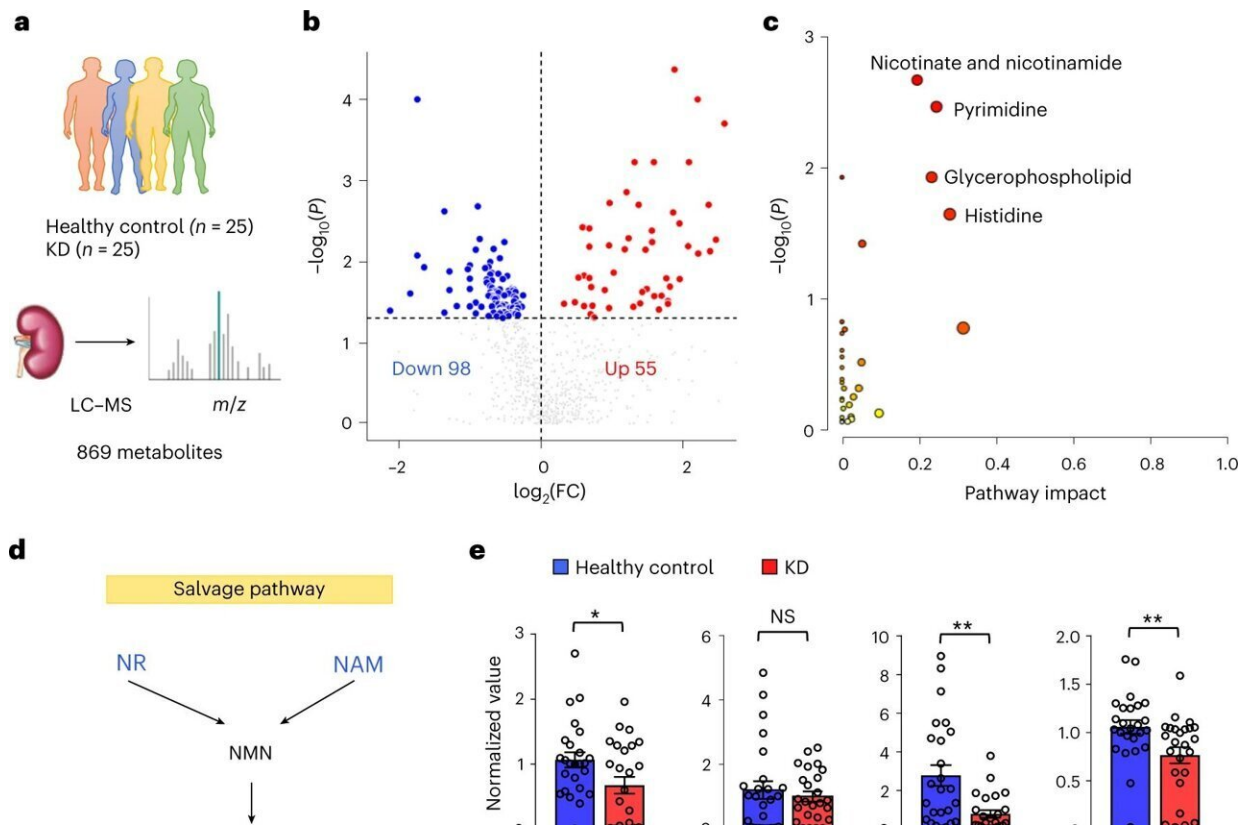 a
Healthy control (n = 25)
KD (n = 25)
LC–MS
m/z
869 metabolites
b
–log10(P)
4
3
2
1
0
Down 98
Up 55
–2
0
2
log2(FC)
c
–log10(P)
3
2
1
0
Nicotinate and nicotinamide
Pyrimidine
Glycerophospholipid
Histidine
0
0.2
0.4
0.6
0.8
1.0
Pathway impact
d
Salvage pathway
NR
NAM
NMN
e
Healthy control
KD
Normalized value
3
2
1
*
6
4
2
NS
10
8
6
4
2
**
2.0
1.5
1.0
0.5
**